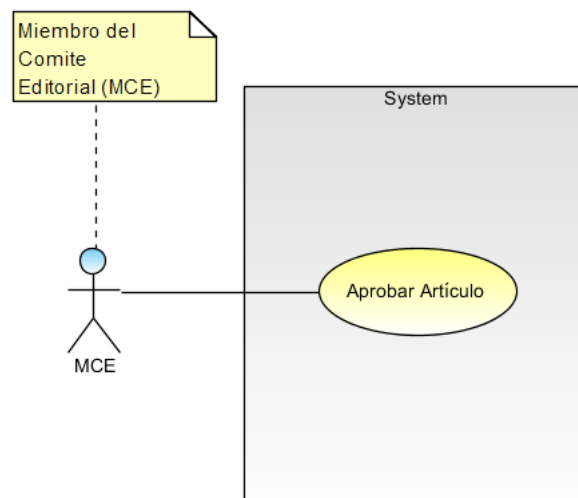 Miembro del
Comite
Editorial (MCE)
System
Aprobar Artículo
MCE